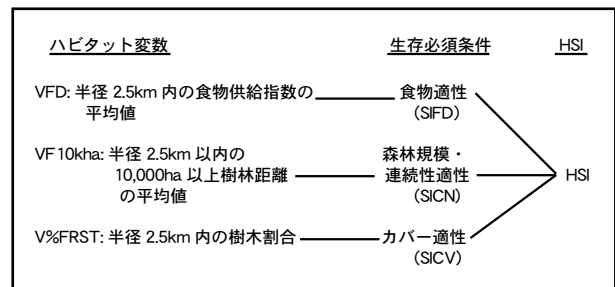 ハビタット変数 生存必須条件 HSI
VFD: 半径 2.5km 内の食物供給指数の
平均値
食物適性
(SIFD)
VF10kha: 半径 2.5km 以内の
10,000ha 以上樹林距離
の平均値
森林規模・
連続性適性
(SICN)
HSI
V%FRST: 半径 2.5km 内の樹木割合
カバー適性
(SICV)